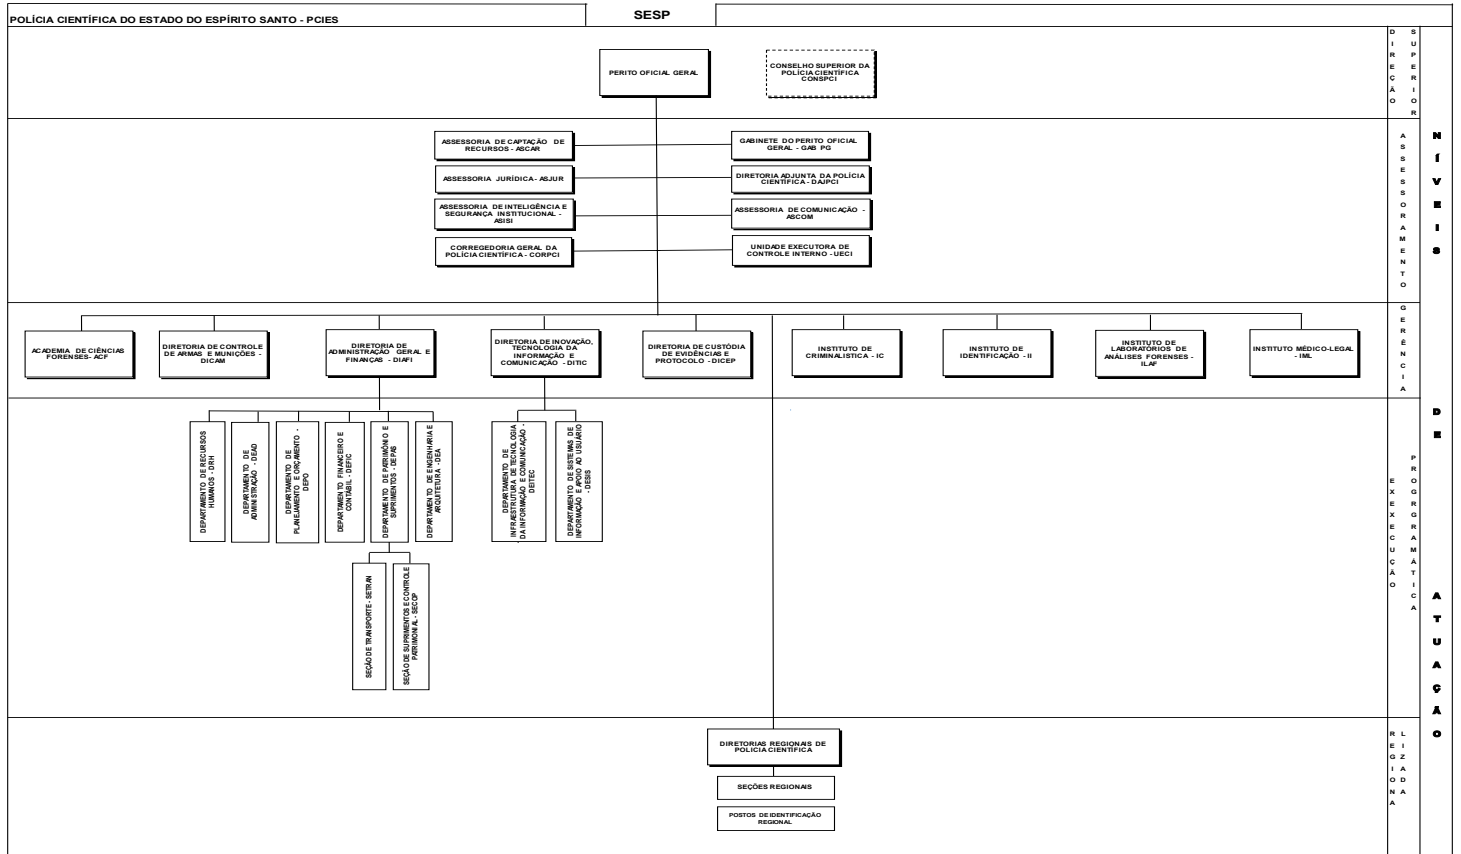 POLÍCIA CIENTÍFICA DO ESTADO DO ESPÍRITO SANTO - PCIES
SESP
PERITO OFICIAL GERAL
CONSELHO SUPERIOR DA
POLÍCIA CIENTÍFICA
CONSPCI
DIREÇÃO
SUPERIOR
ASSESSORIA DE CAPTAÇÃO DE
RECURSOS - ASCAR
GABINETE DO PERITO OFICIAL
GERAL - GAB PG
ASSESSORIA JURÍDICA- ASJUR
DIRETORIA ADJUNTA DA POLÍCIA
CIENTÍFICA - DAJPCI
ASSESSORIA DE INTELIGÊNCIA E
SEGURANÇA INSTITUCIONAL -
ASISI
ASSESSORIA DE COMUNICAÇÃO -
ASCOM
CORREGEDORIA GERAL DA
POLÍCIA CIENTÍFICA - CORPCI
UNIDADE EXECUTORA DE
CONTROLE INTERNO - UECI
ASSESSORAMENTO
ACADEMIA DE CIÊNCIAS
FORENSES- ACF
DIRETORIA DE CONTROLE
DE ARMAS E MUNIÇÕES -
DICAM
DIRETORIA DE
ADMINISTRAÇÃO GERAL E
FINANÇAS - DIAFI
DIRETORIA DE INOVAÇÃO,
TECNOLOGIA DA
INFORMAÇÃO E
COMUNICAÇÃO - DITIC
DIRETORIA DE CUSTÓDIA
DE EVIDÊNCIAS E
PROTOCOLO - DICEP
INSTITUTO DE
CRIMINALISTICA - IC
INSTITUTO DE
IDENTIFICAÇÃO - II
INSTITUTO DE
LABORATÓRIOS DE
ANÁLISES FORENSES -
ILAF
INSTITUTO MÉDICO-LEGAL
- IML
GERÊNCIA
DEPARTAMENTO DE RECURSOS
HUMANOS - DRH
DEPARTAMENTO DE
ADMINISTRAÇÃO - DEAD
DEPARTAMENTO DE
PLANEJAMENTO E ORÇAMENTO -
DEPO
DEPARTAMENTO FINANCEIRO E
CONTÁBIL - DEFIC
DEPARTAMENTO DE PATRIMÔNIO E
SUPRIMENTOS - DEPAS
DEPARTAMENTO DE ENGENHARIA E
ARQUITETURA - DEA
DEPARTAMENTO DE
INFRAESTRUTURA DE TECNOLOGIA
DA INFORMAÇÃO E COMUNICAÇÃO -
DEITEC
DEPARTAMENTO DE SISTEMAS DE
INFORMAÇÃO E APOIO AO USUÁRIO
- DESIS
SEÇÃO DE TRANSPORTE - SETRAN
SEÇÃO DE SUPRIMENTOS E CONTROLE
PATRIMONIAL - SECOP
EXEXECUÇÃO
PROGRGRAMÁTICA
DIRETORIAS REGIONAIS DE
POLÍCIA CIENTÍFICA
SEÇÕES REGIONAIS
POSTOS DE IDENTIFICAÇÃO
REGIONAL
REGIONA
LIZADA
NÍVEIS
DE
ATUAÇÃO